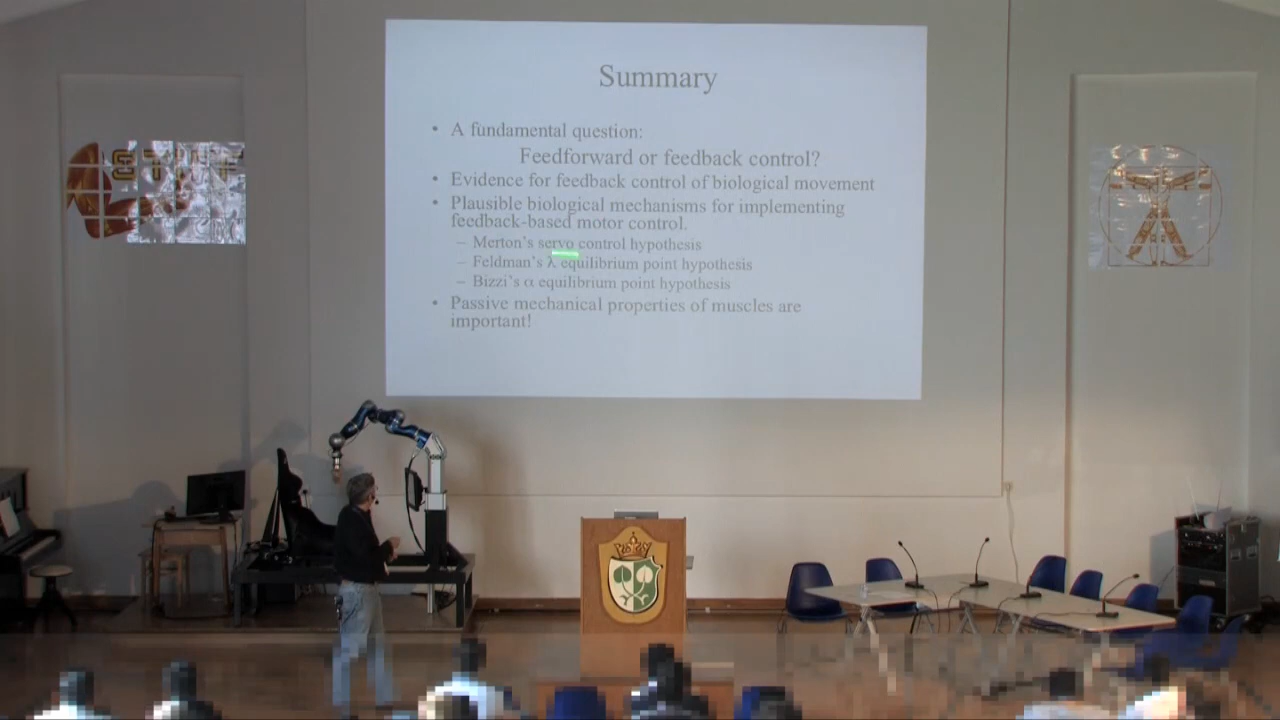 Summary
• A fundamental question:
Feedforward or feedback control?
• Evidence for feedback control of biological movement
• Plausible biological mechanisms for implementing
feedback-based motor control.
– Merton's servo control hypothesis
– Feldman's λ equilibrium point hypothesis
– Bizzi's α equilibrium point hypothesis
• Passive mechanical properties of muscles are
important!